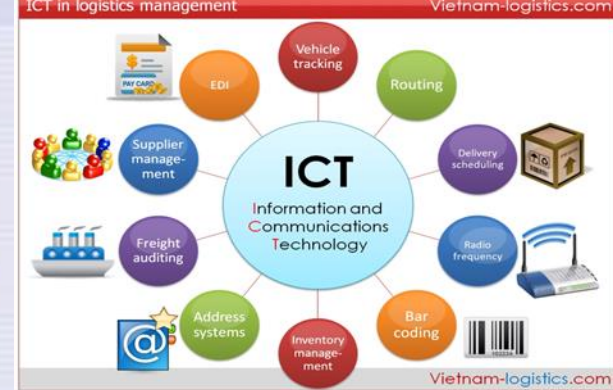 ICT in logistics management
Vietnam-logistics.com
Vehicle
tracking
Routing
Delivery
scheduling
Radio
frequency
Bar
coding
Inventory
manage-
ment
Address
systems
Freight
auditing
Supplier
manage-
ment
EDI
PAY CARD
ICT
Information and
Communications
Technology
Vietnam-logistics.com